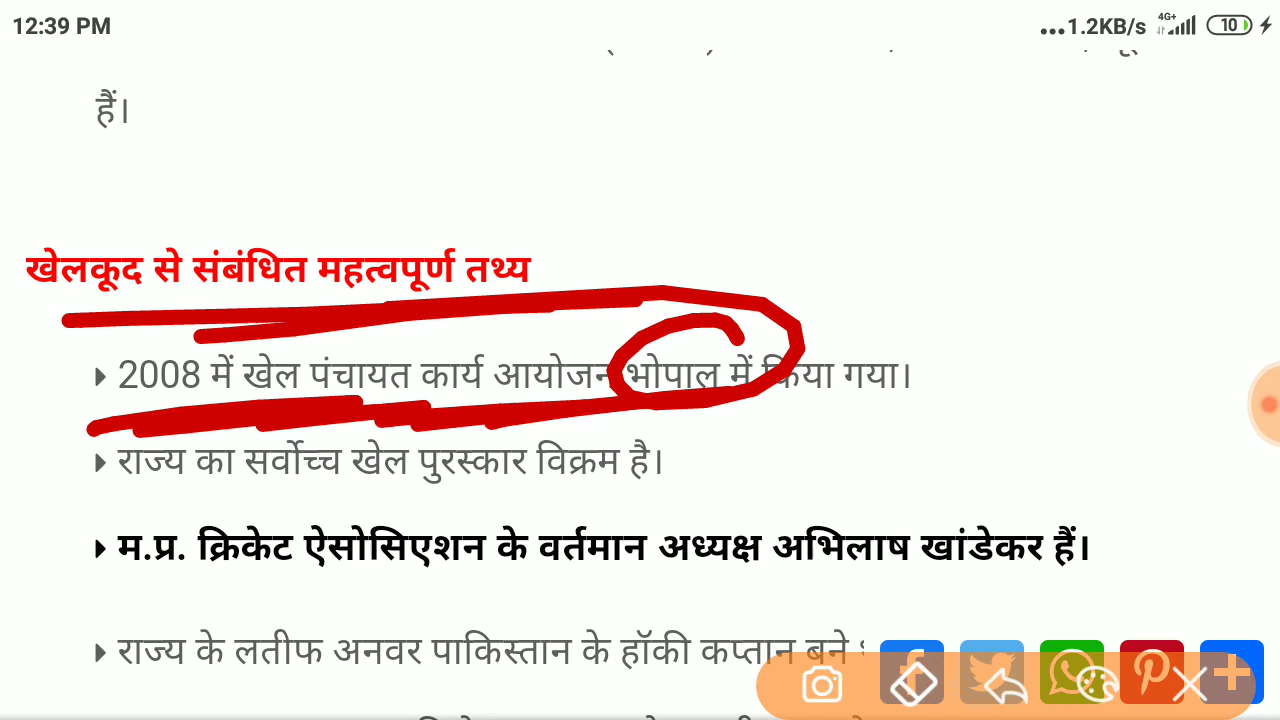 12:39 PM
...1.2KB/s 4G+ 10
हैं।
खेलकूद से संबंधित महत्वपूर्ण तथ्य
2008 में खेल पंचायत कार्य आयोजन भोपाल में किया गया।
राज्य का सर्वोच्च खेल पुरस्कार विक्रम है।
म.प्र. क्रिकेट ऐसोसिएशन के वर्तमान अध्यक्ष अभिलाष खांडेकर हैं।
राज्य के लतीफ अनवर पाकिस्तान के हॉकी कप्तान बने